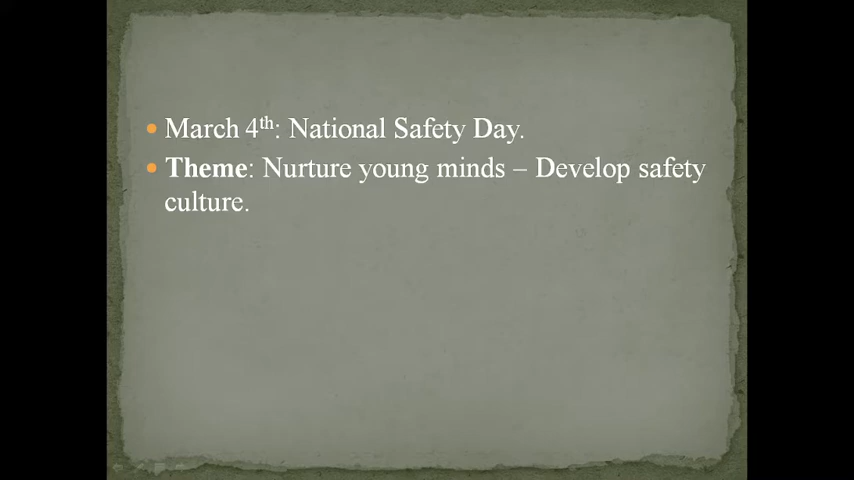 • March 4th: National Safety Day.
• Theme: Nurture young minds – Develop safety
culture.